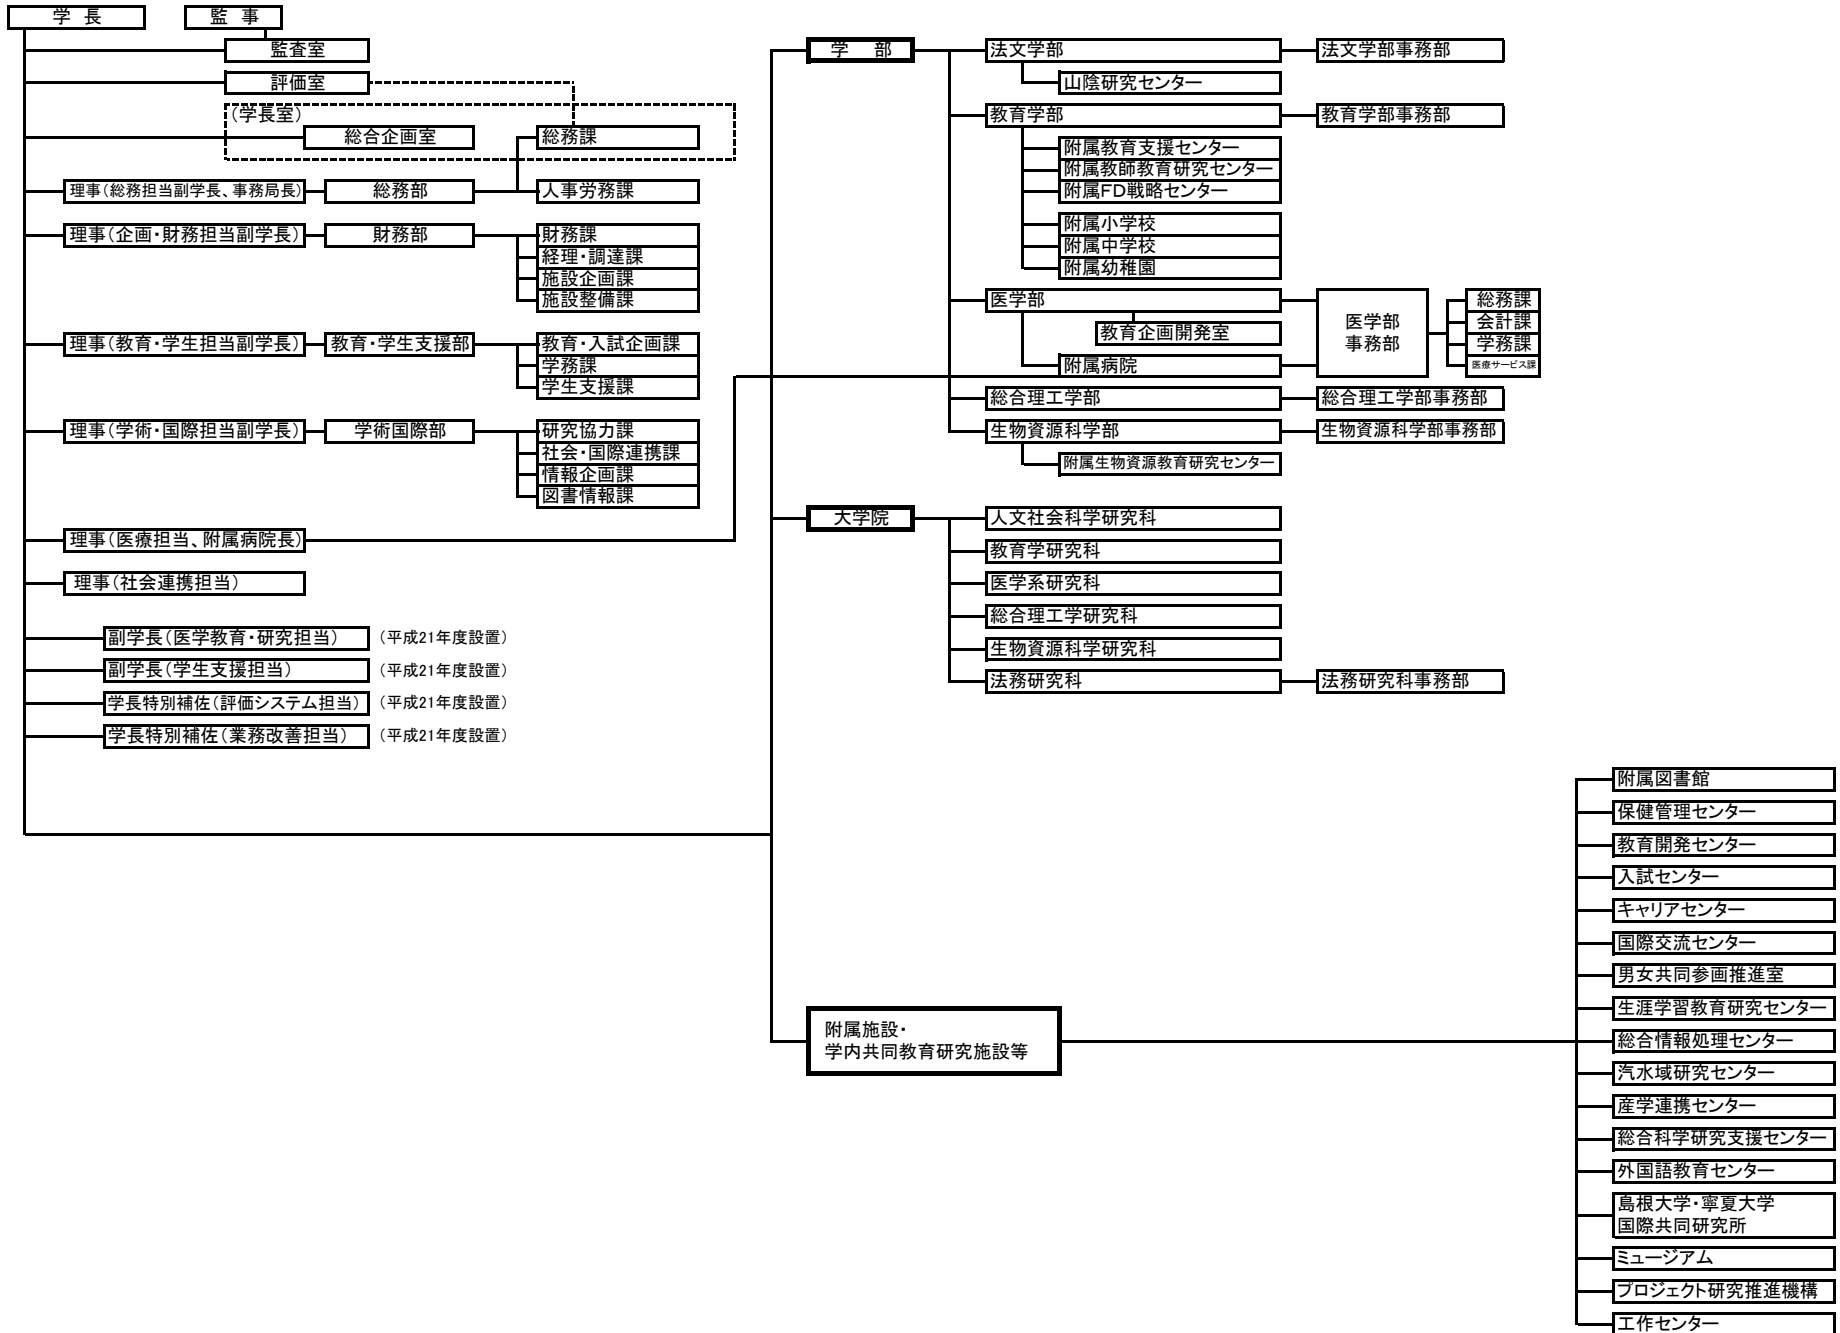 学 長
監 事
監査室
評価室
（学長室）
総合企画室
総務課
理事（総務担当副学長、事務局長）
総務部
人事労務課
理事（企画・財務担当副学長）
財務部
財務課
経理・調達課
施設企画課
施設整備課
理事（教育・学生担当副学長）
教育・学生支援部
教育・入試企画課
学務課
学生支援課
理事（学術・国際担当副学長）
学術国際部
研究協力課
社会・国際連携課
情報企画課
図書情報課
理事（医療担当、附属病院長）
理事（社会連携担当）
副学長（医学教育・研究担当）
（平成21年度設置）
副学長（学生支援担当）
（平成21年度設置）
学長特別補佐（評価システム担当）
（平成21年度設置）
学長特別補佐（業務改善担当）
（平成21年度設置）
学 部
法文学部
法文学部事務部
山陰研究センター
教育学部
教育学部事務部
附属教育支援センター
附属教師教育研究センター
附属FD戦略センター
附属小学校
附属中学校
附属幼稚園
医学部
教育企画開発室
附属病院
医学部
事務部
総務課
会計課
学務課
医療サービス課
総合理工学部
総合理工学部事務部
生物資源科学部
生物資源科学部事務部
附属生物資源教育研究センター
大学院
人文社会科学研究科
教育学研究科
医学系研究科
総合理工学研究科
生物資源科学研究科
法務研究科
法務研究科事務部
附属施設・
学内共同教育研究施設等
附属図書館
保健管理センター
教育開発センター
入試センター
キャリアセンター
国際交流センター
男女共同参画推進室
生涯学習教育研究センター
総合情報処理センター
汽水域研究センター
産学連携センター
総合科学研究支援センター
外国語教育センター
島根大学・寧夏大学
国際共同研究所
ミュージアム
プロジェクト研究推進機構
工作センター